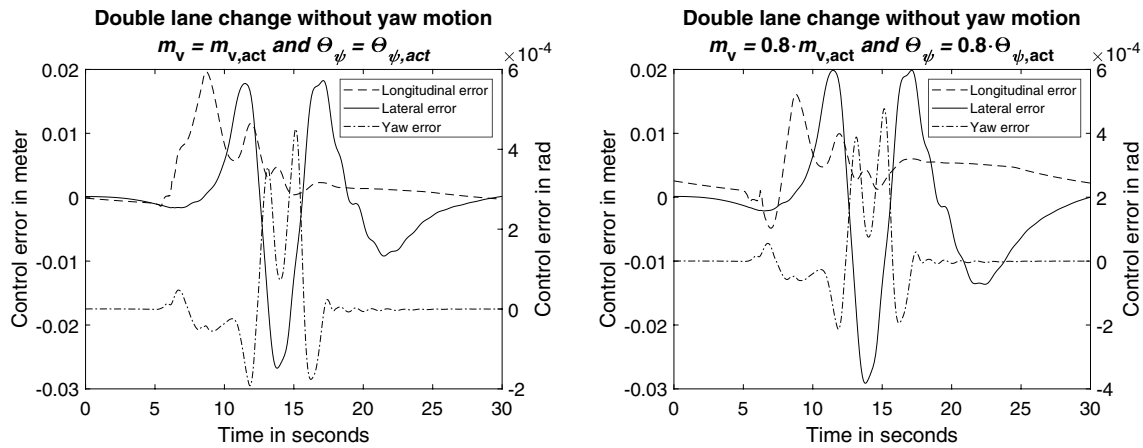 Double lane change without yaw motion
m_v = m_v,act and Θ_ψ = Θ_ψ,act
×10⁻⁴
0.02
0.01
0
-0.01
-0.02
-0.03
Control error in meter
Longitudinal error
Lateral error
Yaw error
6
4
2
0
-2
Control error in rad
0 5 10 15 20 25 30
Time in seconds
Double lane change without yaw motion
m_v = 0.8·m_v,act and Θ_ψ = 0.8·Θ_ψ,act
×10⁻⁴
0.02
0.01
0
-0.01
-0.02
-0.03
Control error in meter
Longitudinal error
Lateral error
Yaw error
6
4
2
0
-2
-4
Control error in rad
0 5 10 15 20 25 30
Time in seconds